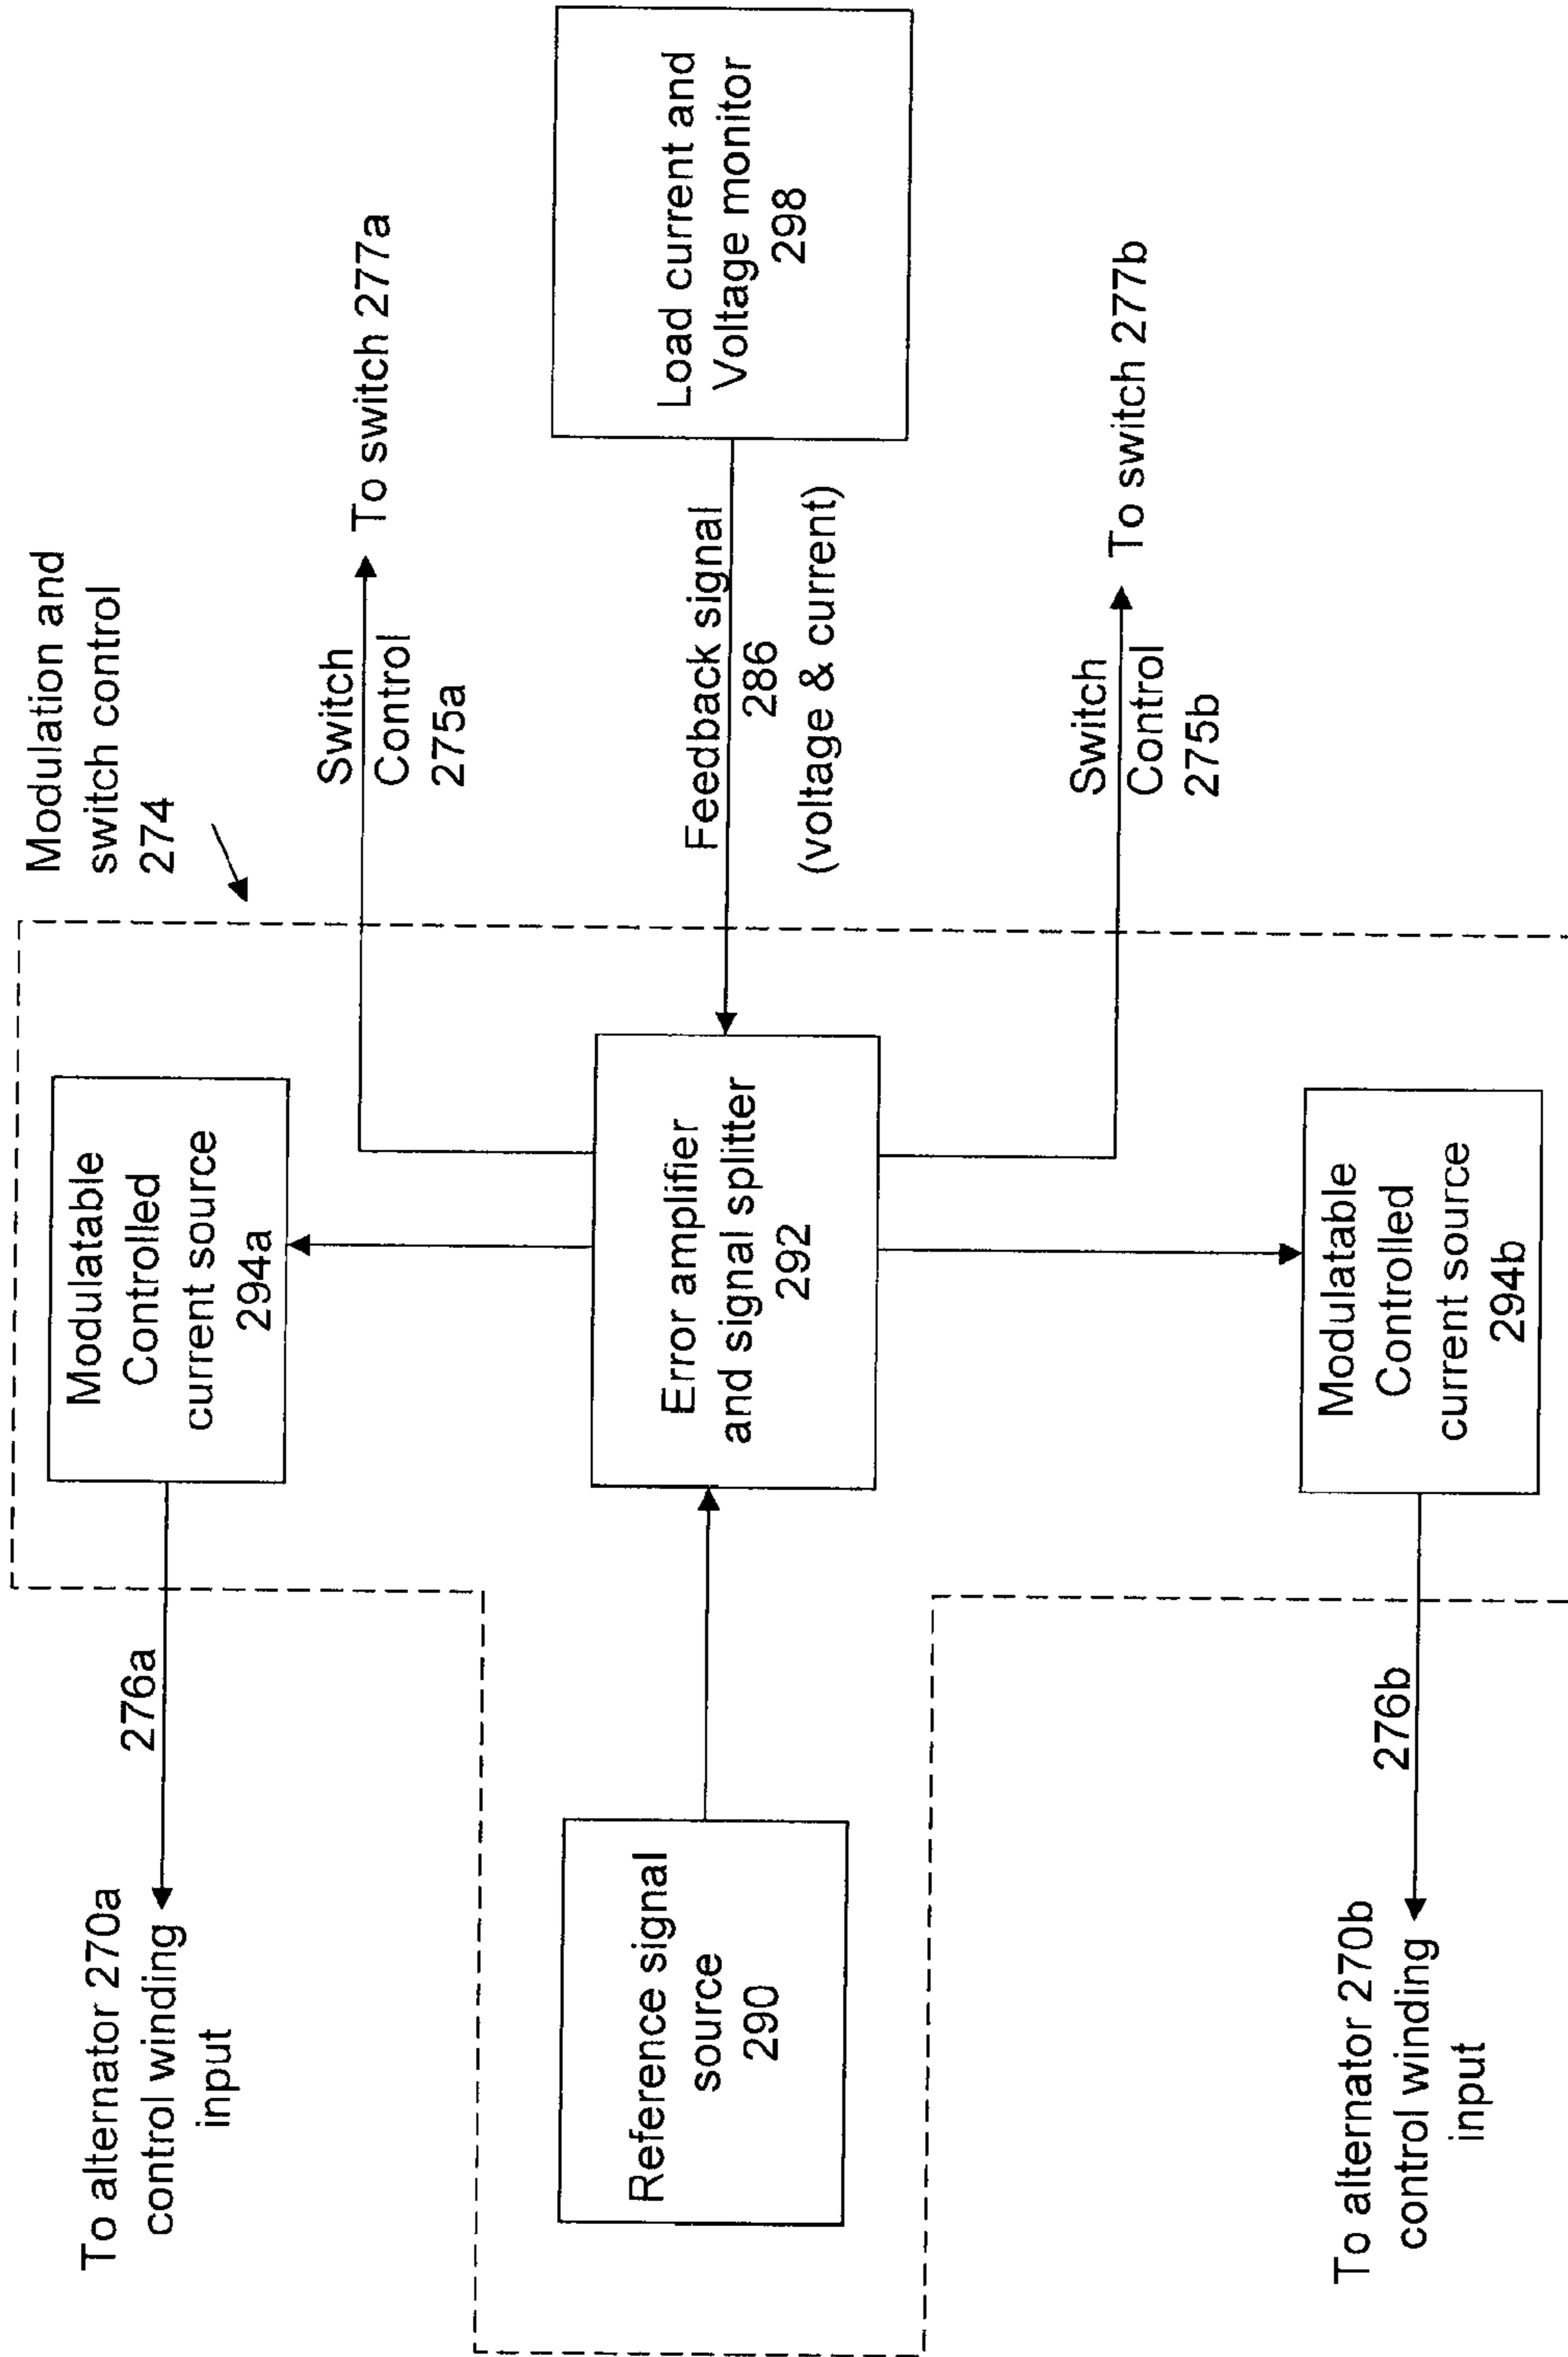 Modulation and
switch control
274
To alternator 270a
control winding
input
276a
Modulatable
Controlled
current source
294a
Switch
Control
275a
To switch 277a
Reference signal
source
290
Error amplifier
and signal splitter
292
Feedback signal
286
(voltage & current)
Load current and
Voltage monitor
298
To alternator 270b
control winding
input
276b
Modulatable
Controlled
current source
294b
Switch
Control
275b
To switch 277b